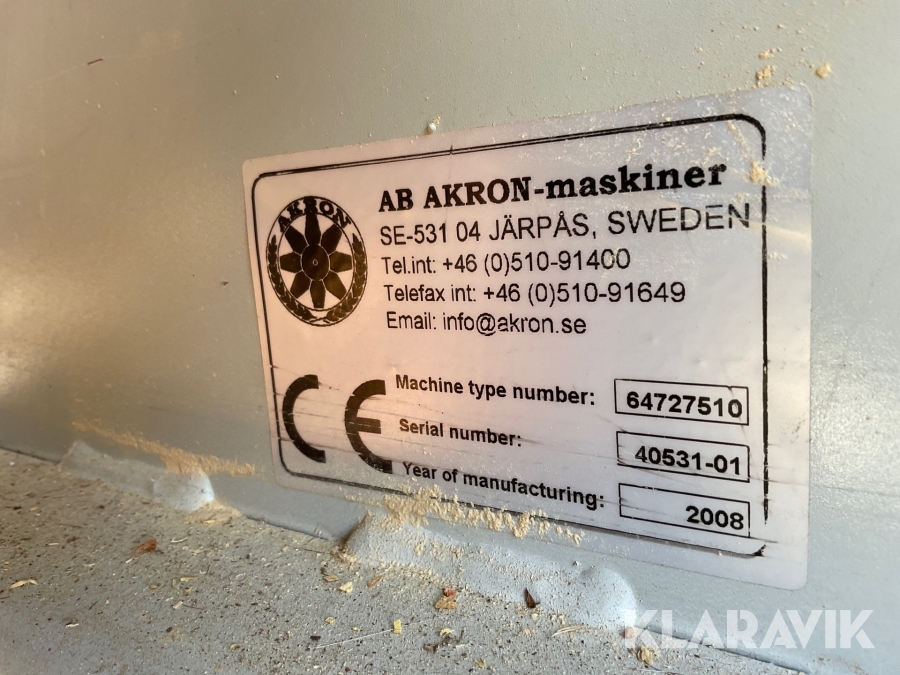 AKRON
AB AKRON-maskiner
SE-531 04 JÄRPÅS, SWEDEN
Tel.int: +46 (0)510-91400
Telefax int: +46 (0)510-91649
Email: info@akron.se
CE
Machine type number: 64727510
Serial number: 40531-01
Year of manufacturing: 2008
KLARAVIK